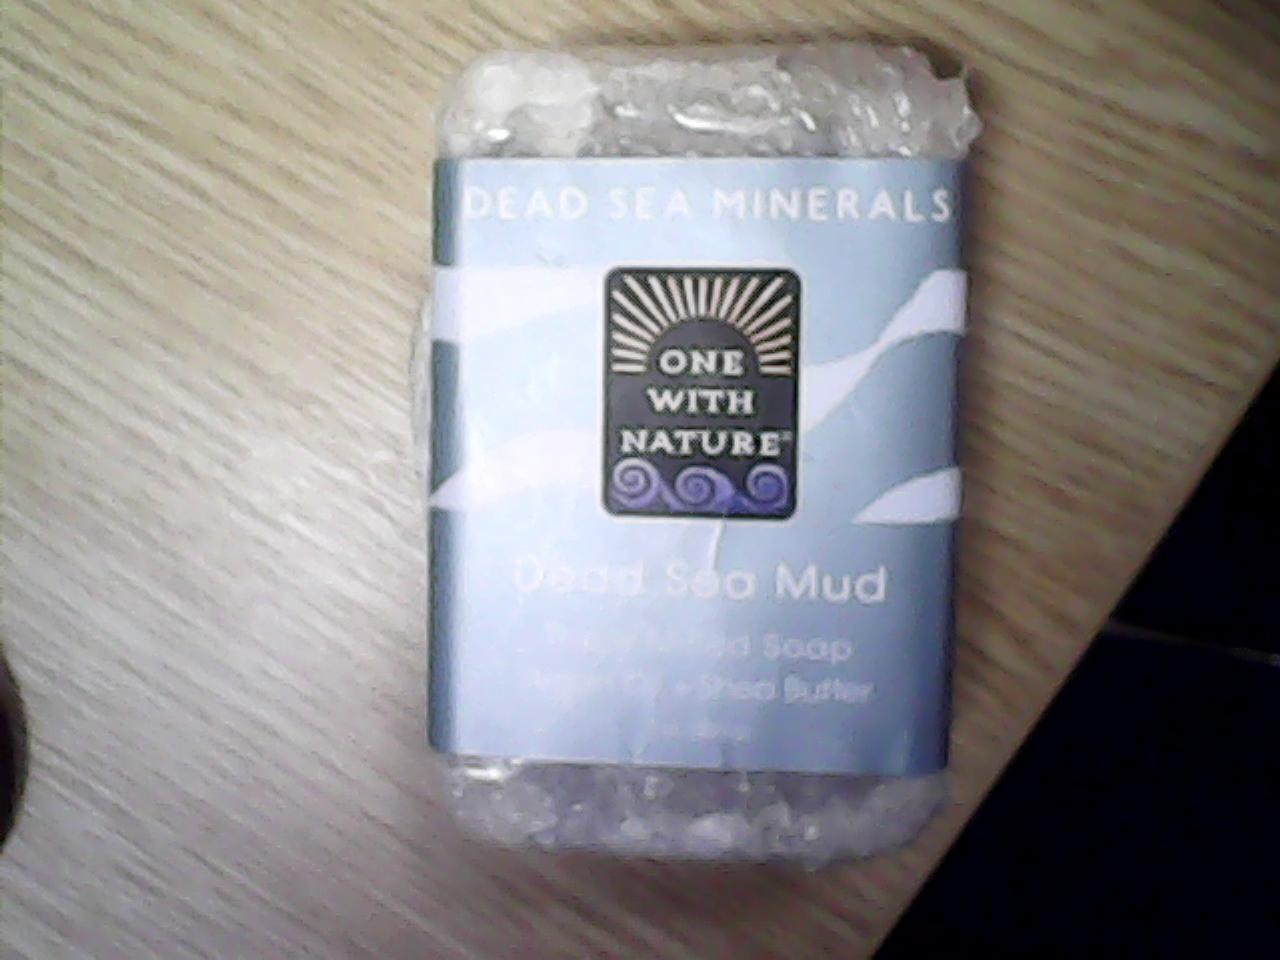 DEAD SEA MINERALS
ONE
WITH
NATURE®
Dead Sea Mud
Soap
Shea Butter